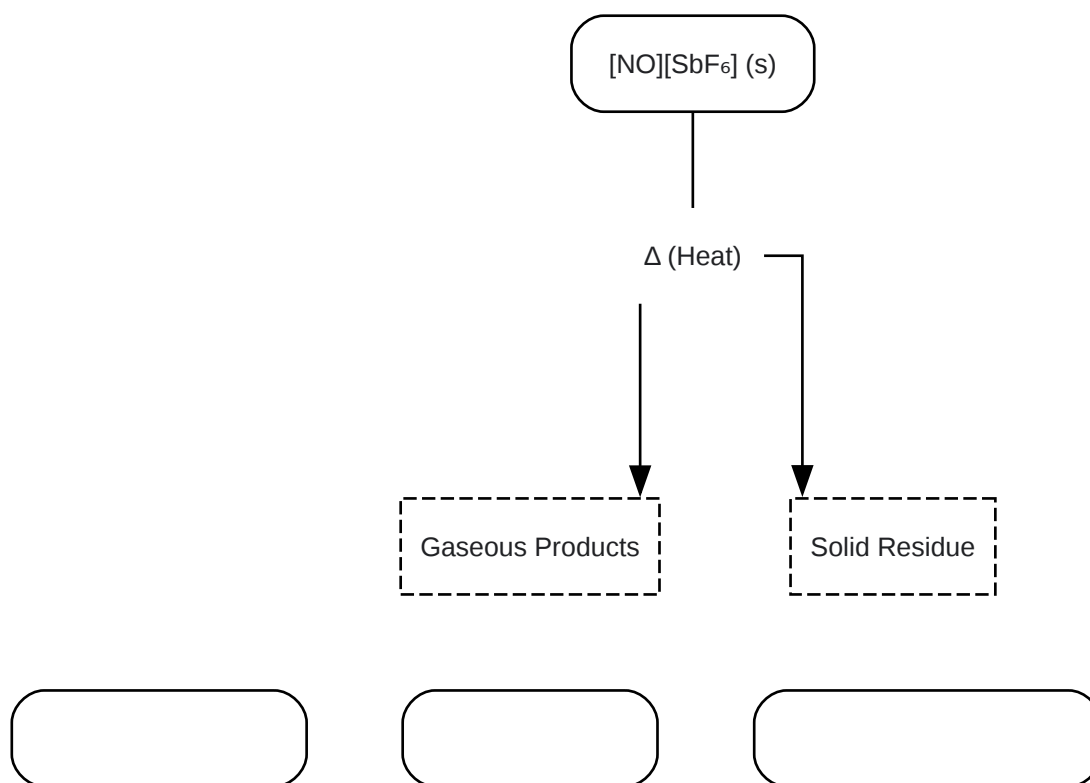 [NO][SbF₆] (s)
Δ (Heat)
Gaseous Products
Solid Residue